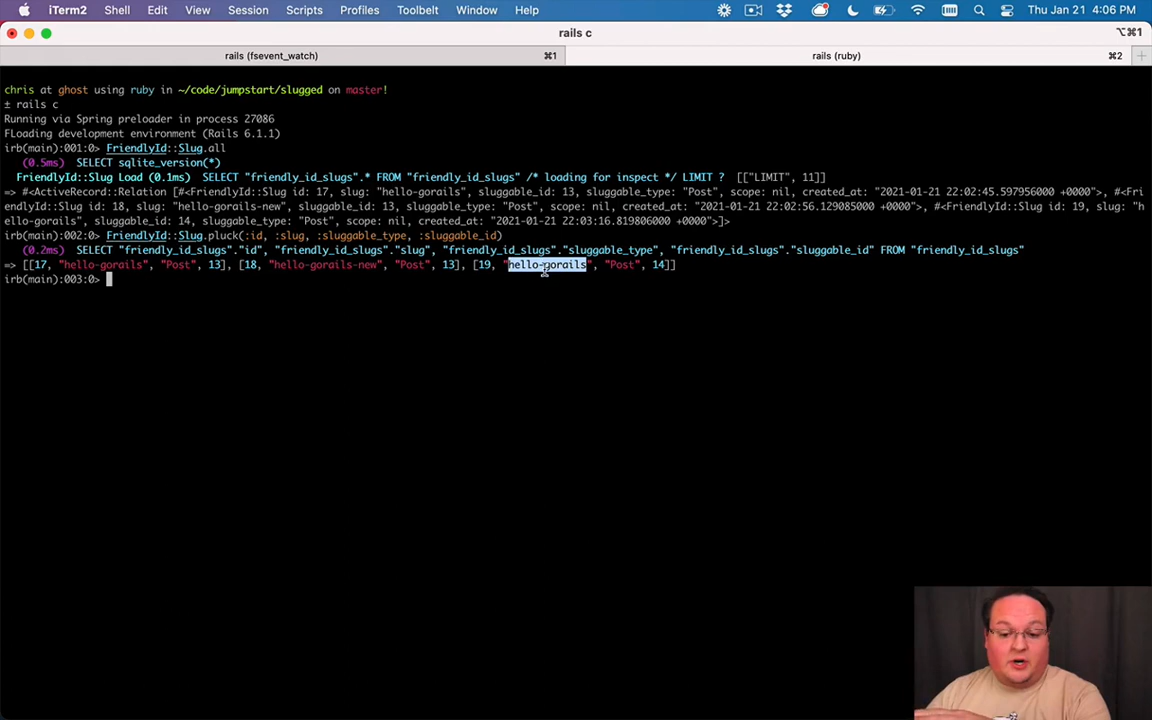 iTerm2 Shell Edit View Session Scripts Profiles Toolbelt Window Help Thu Jan 21 4:06 PM
rails c ⌥⌘1
rails (fsevent_watch) ⌘1 rails (ruby) ⌘2
chris at ghost using ruby in ~/code/jumpstart/slugged on master!
± rails c
Running via Spring preloader in process 27086
FLoading development environment (Rails 6.1.1)
irb(main):001:0> FriendlyId::Slug.all
(0.5ms) SELECT sqlite_version(*)
FriendlyId::Slug Load (0.1ms) SELECT "friendly_id_slugs".* FROM "friendly_id_slugs" /* loading for inspect */ LIMIT ? [["LIMIT", 11]]
=> #<ActiveRecord::Relation [#<FriendlyId::Slug id: 17, slug: "hello-gorails", sluggable_id: 13, sluggable_type: "Post", scope: nil, created_at: "2021-01-21 22:02:45.597956000 +0000">, #<Fri
endlyId::Slug id: 18, slug: "hello-gorails-new", sluggable_id: 13, sluggable_type: "Post", scope: nil, created_at: "2021-01-21 22:02:56.129085000 +0000">, #<FriendlyId::Slug id: 19, slug: "h
ello-gorails", sluggable_id: 14, sluggable_type: "Post", scope: nil, created_at: "2021-01-21 22:03:16.819806000 +0000">]>
irb(main):002:0> FriendlyId::Slug.pluck(:id, :slug, :sluggable_type, :sluggable_id)
(0.2ms) SELECT "friendly_id_slugs"."id", "friendly_id_slugs"."slug", "friendly_id_slugs"."sluggable_type", "friendly_id_slugs"."sluggable_id" FROM "friendly_id_slugs"
=> [[17, "hello-gorails", "Post", 13], [18, "hello-gorails-new", "Post", 13], [19, "hello-gorails", "Post", 14]]
irb(main):003:0>